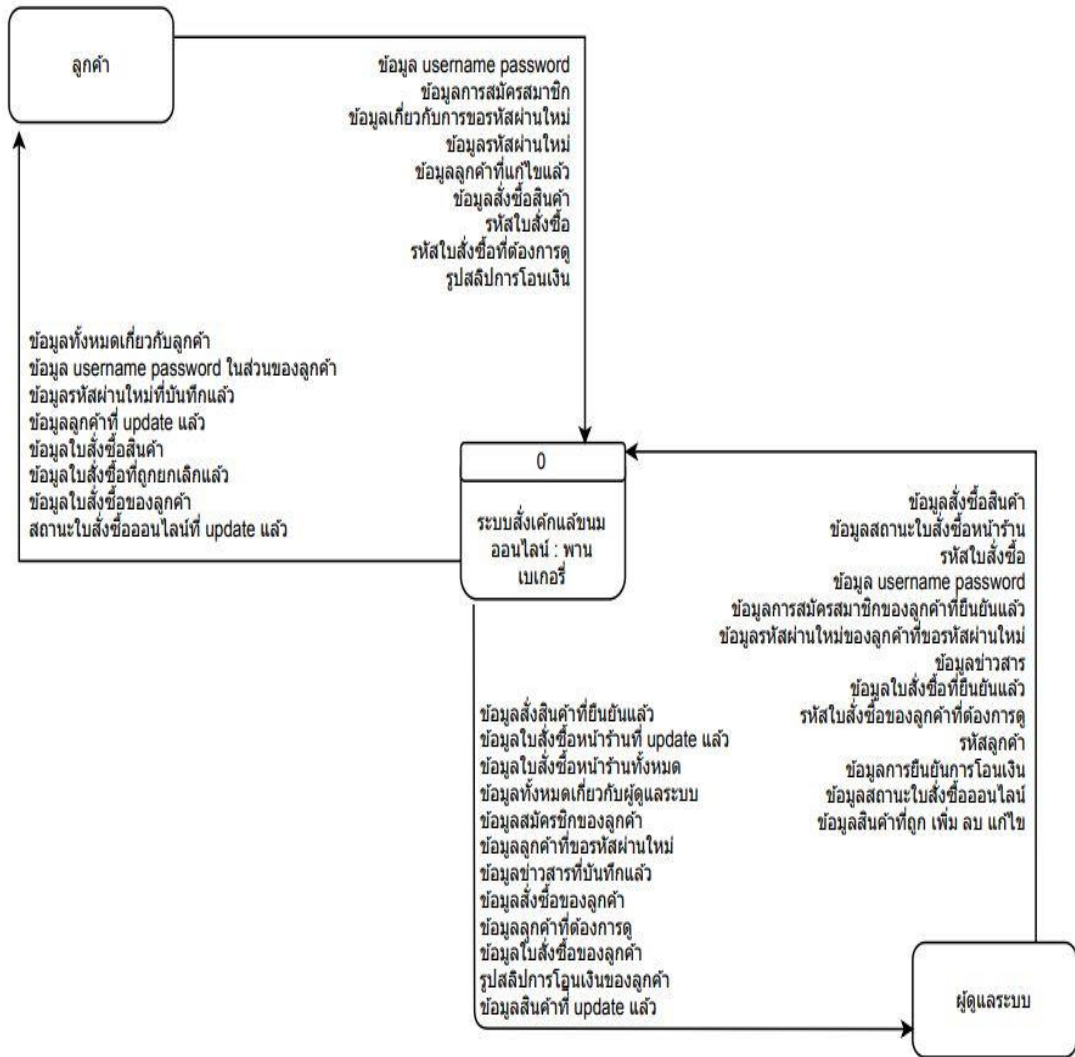 ลูกค้า
ข้อมูล username password
ข้อมูลการสมัครสมาชิก
ข้อมูลเกี่ยวกับการขอรหัสผ่านใหม่
ข้อมูลรหัสผ่านใหม่
ข้อมูลลูกค้าที่แก้ไขแล้ว
ข้อมูลสั่งซื้อสินค้า
รหัสใบสั่งซื้อ
รหัสใบสั่งซื้อที่ต้องการดู
รูปสลิปการโอนเงิน
ข้อมูลทั้งหมดเกี่ยวกับลูกค้า
ข้อมูล username password ในส่วนของลูกค้า
ข้อมูลรหัสผ่านใหม่ที่บันทึกแล้ว
ข้อมูลลูกค้าที่ update แล้ว
ข้อมูลใบสั่งซื้อสินค้า
ข้อมูลใบสั่งซื้อที่ถูกยกเลิกแล้ว
ข้อมูลใบสั่งซื้อของลูกค้า
สถานะใบสั่งซื้อออนไลน์ที่ update แล้ว
0
ระบบสั่งเค้กแล้ขนม
ออนไลน์ : พาน
เบเกอรี่
ข้อมูลสั่งซื้อสินค้า
ข้อมูลสถานะใบสั่งซื้อหน้าร้าน
รหัสใบสั่งซื้อ
ข้อมูล username password
ข้อมูลการสมัครสมาชิกของลูกค้าที่ยืนยันแล้ว
ข้อมูลรหัสผ่านใหม่ของลูกค้าที่ขอรหัสผ่านใหม่
ข้อมูลข่าวสาร
ข้อมูลใบสั่งซื้อที่ยืนยันแล้ว
รหัสใบสั่งซื้อของลูกค้าที่ต้องการดู
รหัสลูกค้า
ข้อมูลการยืนยันการโอนเงิน
ข้อมูลสถานะใบสั่งซื้อออนไลน์
ข้อมูลสินค้าที่ถูก เพิ่ม ลบ แก้ไข
ข้อมูลสั่งสินค้าที่ยืนยันแล้ว
ข้อมูลใบสั่งซื้อหน้าร้านที่ update แล้ว
ข้อมูลใบสั่งซื้อหน้าร้านทั้งหมด
ข้อมูลทั้งหมดเกี่ยวกับผู้ดูแลระบบ
ข้อมูลสมัครชิกของลูกค้า
ข้อมูลลูกค้าที่ขอรหัสผ่านใหม่
ข้อมูลข่าวสารที่บันทึกแล้ว
ข้อมูลสั่งซื้อของลูกค้า
ข้อมูลลูกค้าที่ต้องการดู
ข้อมูลใบสั่งซื้อของลูกค้า
รูปสลิปการโอนเงินของลูกค้า
ข้อมูลสินค้าที่ update แล้ว
ผู้ดูแลระบบ